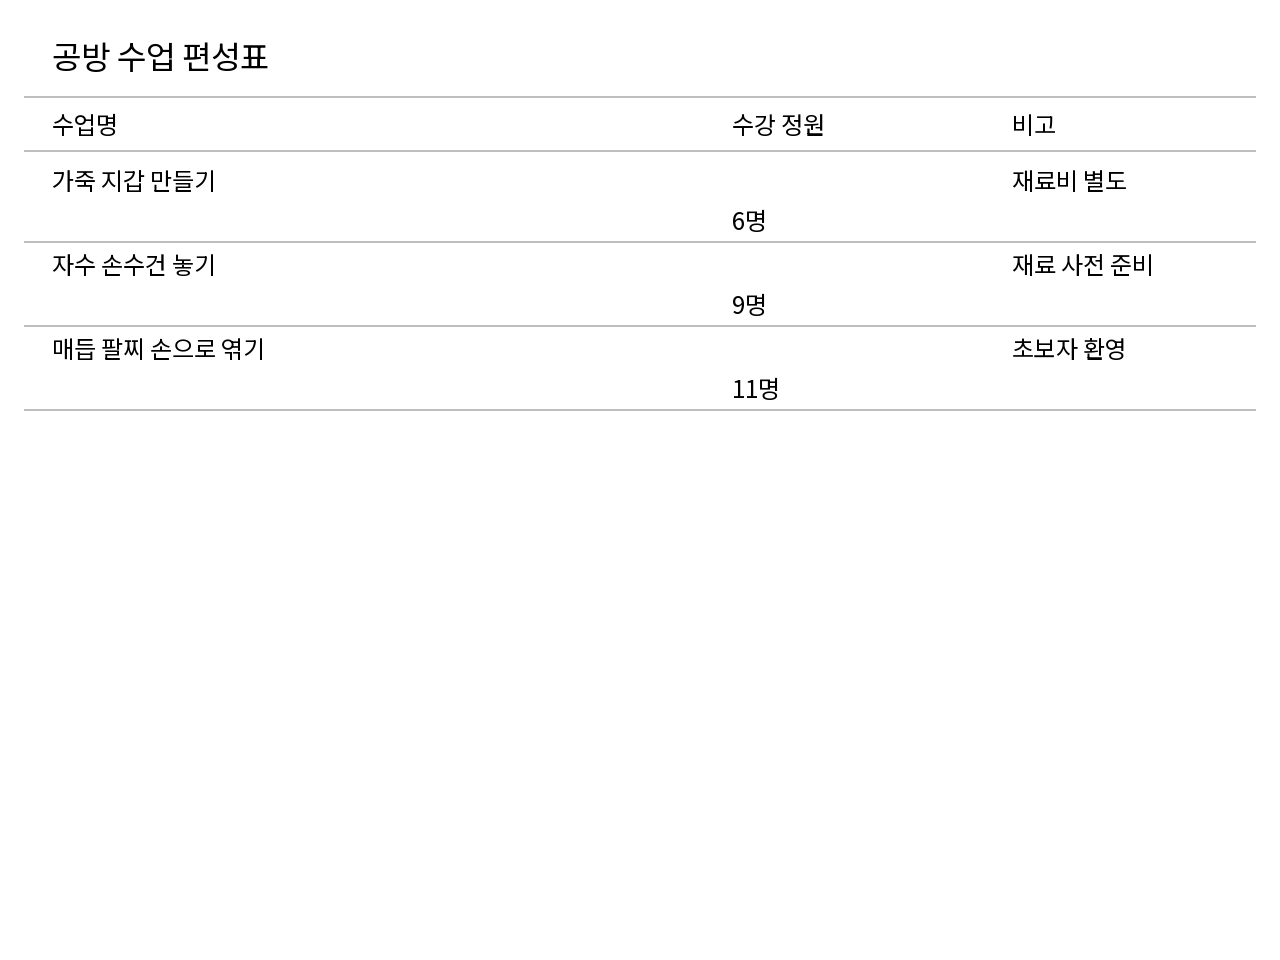 공방 수업 편성표
수업명 수강 정원 비고
가죽 지갑 만들기 재료비 별도
6명
자수 손수건 놓기 재료 사전 준비
9명
매듭 팔찌 손으로 엮기 초보자 환영
11명